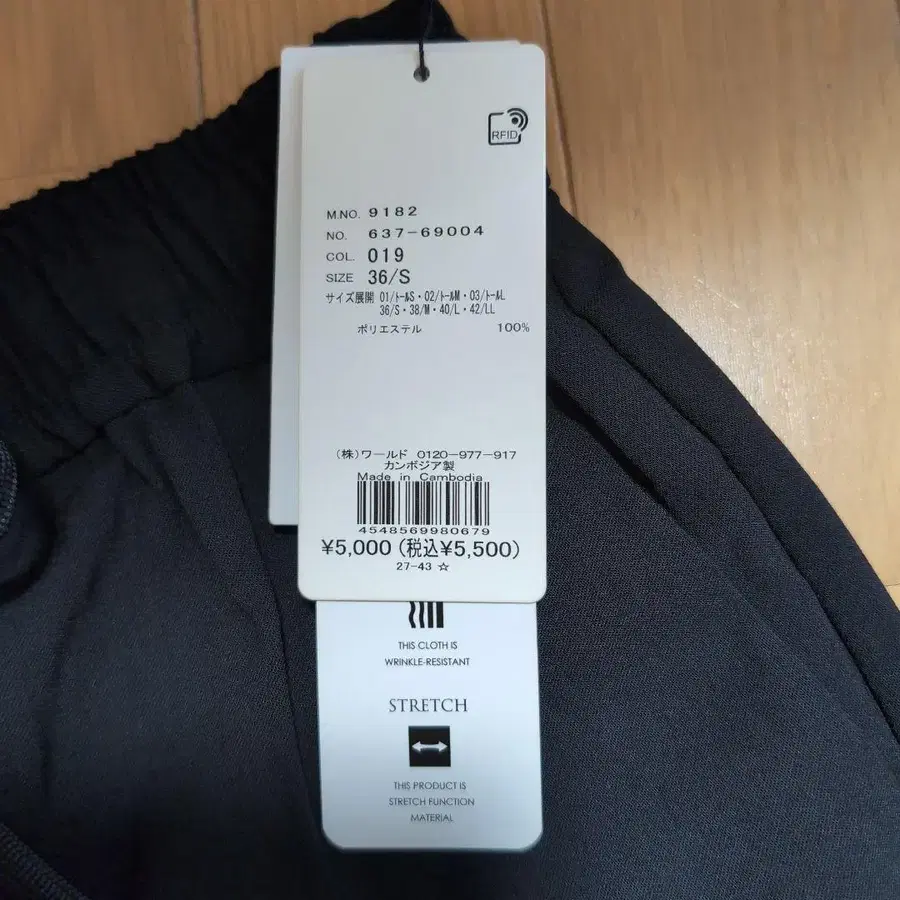 RFID
M.NO. 9182
NO. 637-69004
COL. 019
SIZE 36/S
サイズ展開 01/トールS・02/トールM・03/トールL
36/S・38/M・40/L・42/LL
ポリエステル 100%
(株)ワールド 0120-977-917
カンボジア製
Made in Cambodia
4548569980679
¥5,000 (税込¥5,500)
27-43 ☆
THIS CLOTH IS
WRINKLE-RESISTANT
STRETCH
THIS PRODUCT IS
STRETCH FUNCTION
MATERIAL